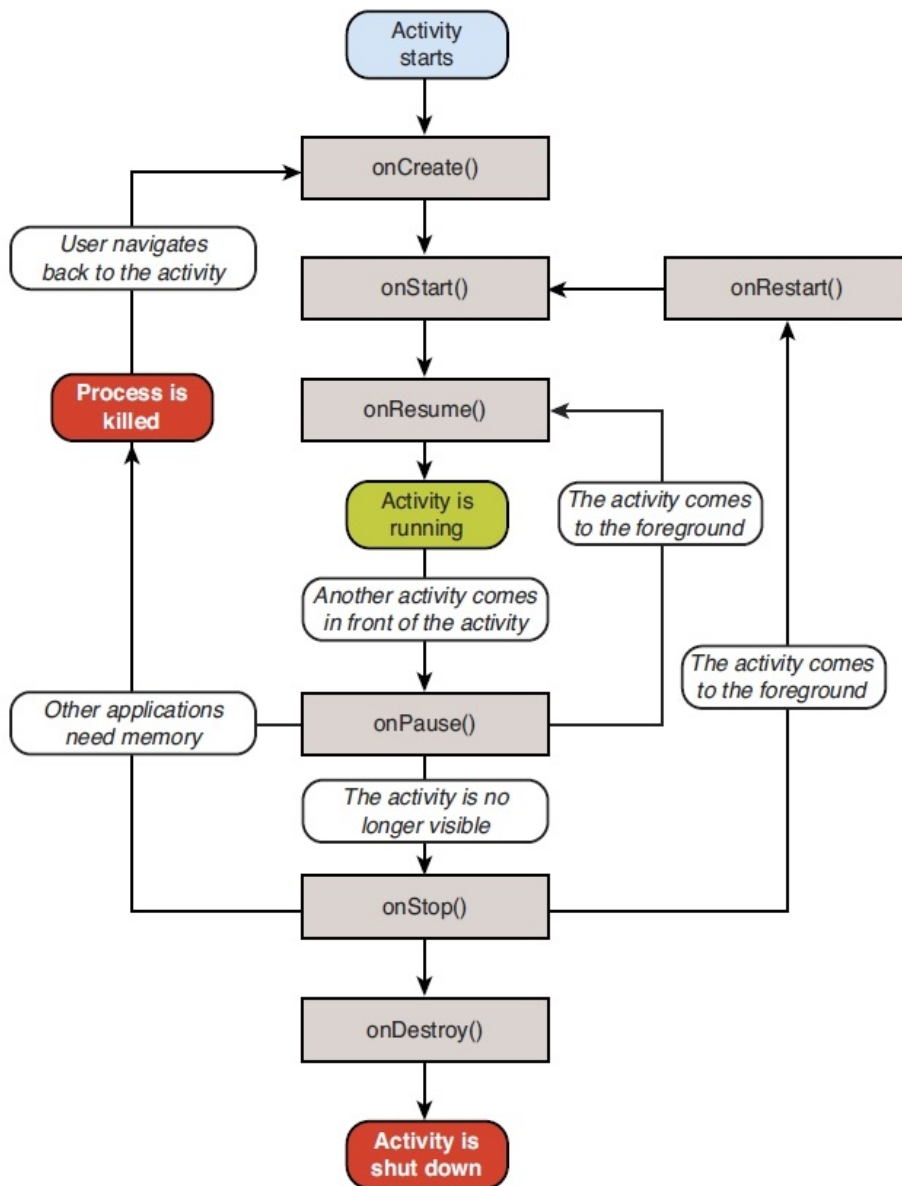 Activity
starts
onCreate()
User navigates
back to the activity
onStart()
onRestart()
Process is
killed
onResume()
Activity is
running
The activity comes
to the foreground
Another activity comes
in front of the activity
The activity comes
to the foreground
Other applications
need memory
onPause()
The activity is no
longer visible
onStop()
onDestroy()
Activity is
shut down